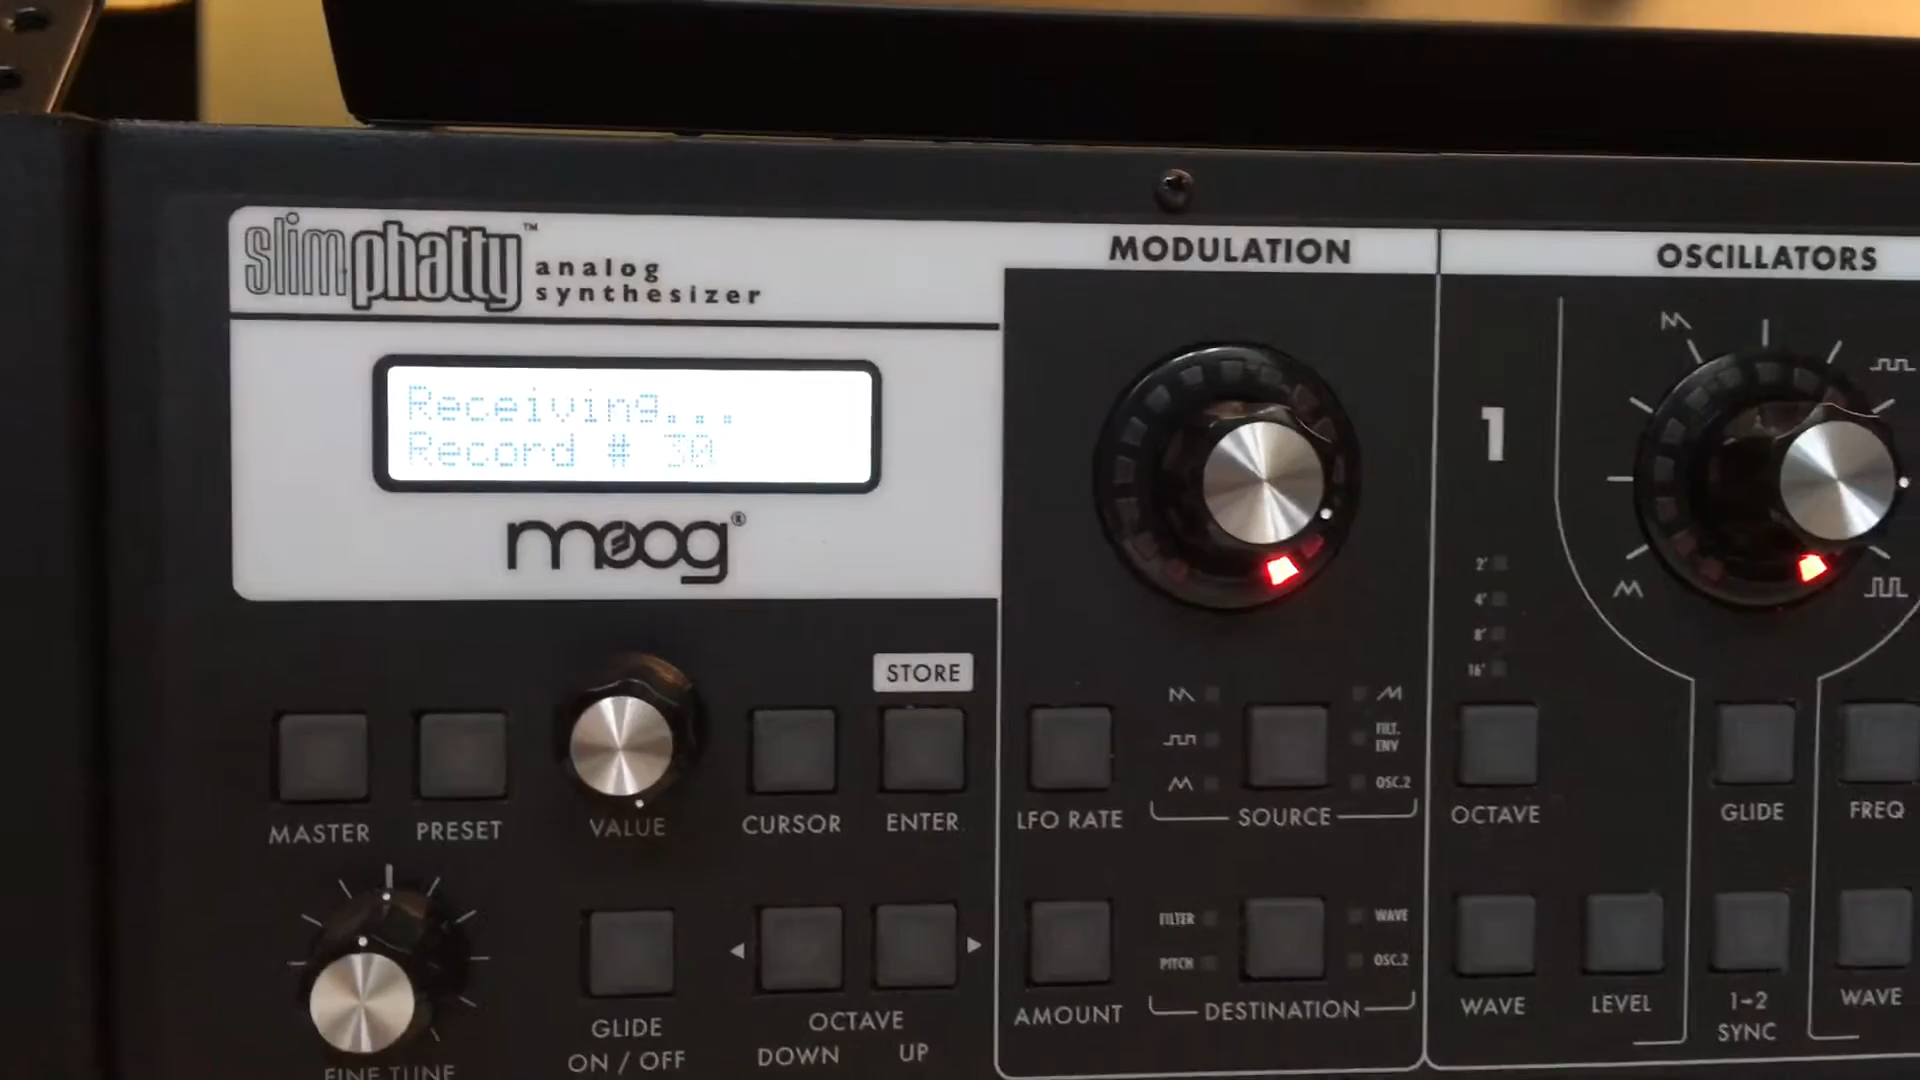 slimphatty™
analog
synthesizer
Receiving...
Record # 30
moog®
MODULATION
OSCILLATORS
1
2'
4'
8'
16'
STORE
MASTER
PRESET
VALUE
CURSOR
ENTER
LFO RATE
FILT.
ENV
OSC.2
SOURCE
OCTAVE
GLIDE
FREQ
FINE TUNE
GLIDE
ON / OFF
OCTAVE
DOWN
UP
AMOUNT
FILTER
PITCH
WAVE
OSC.2
DESTINATION
WAVE
LEVEL
1→2
SYNC
WAVE